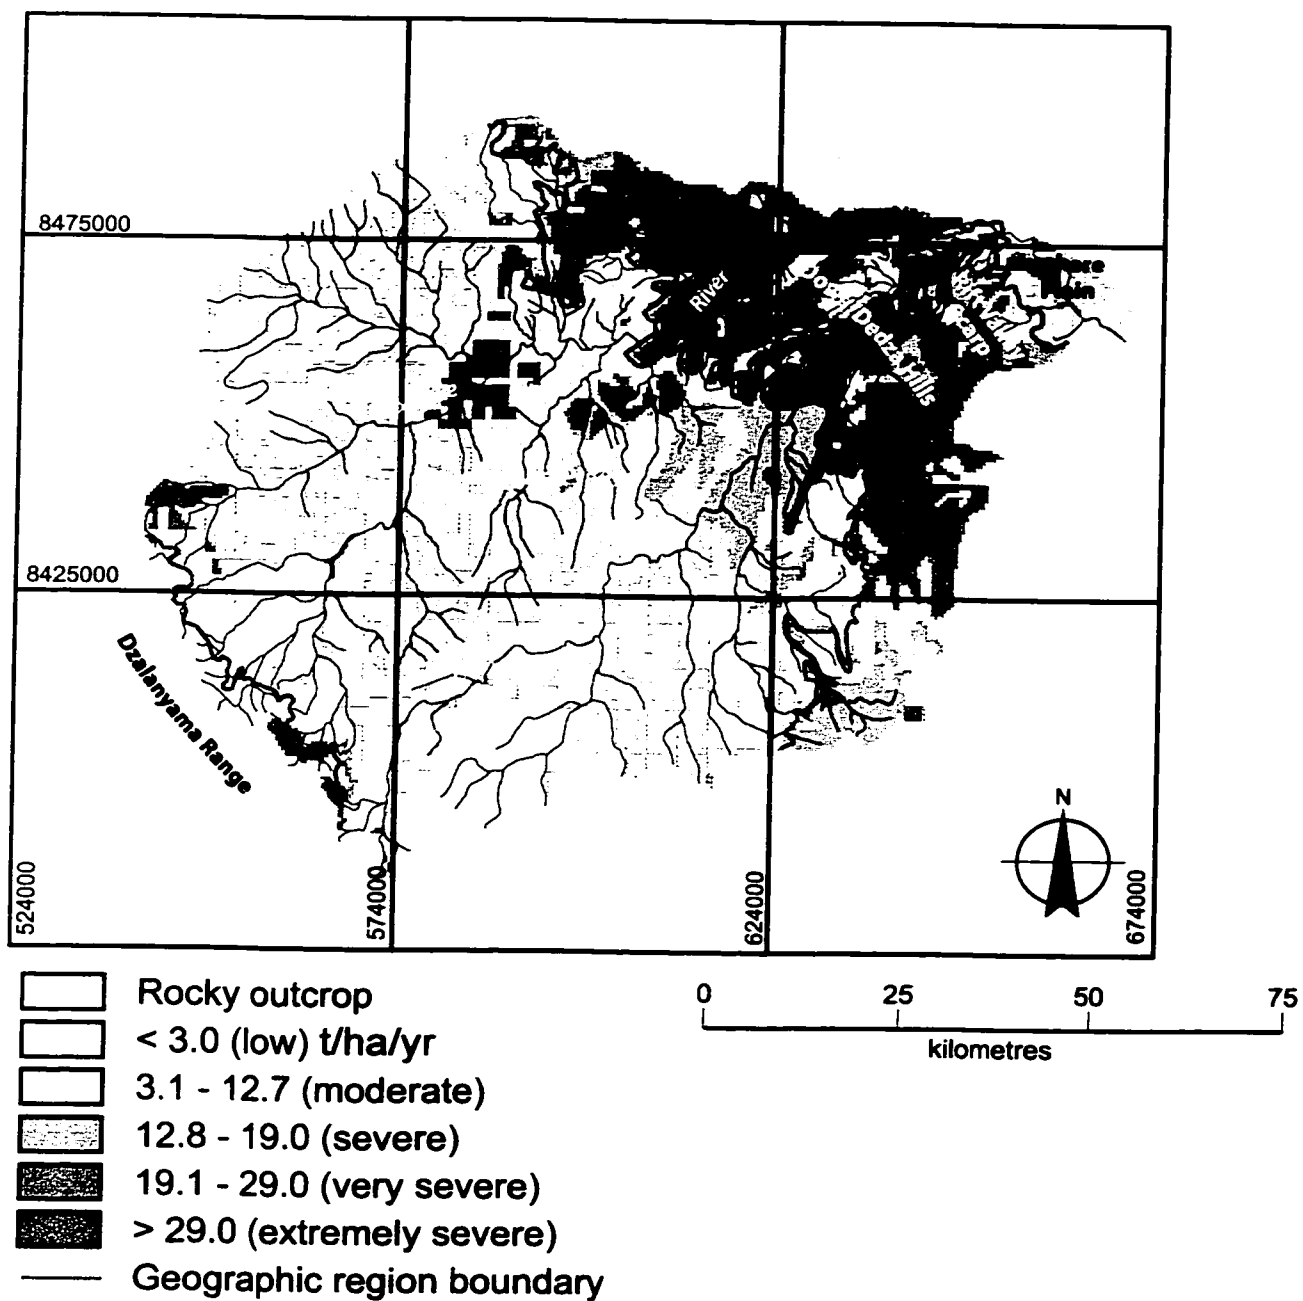 8475000
River
Dedza Hills
8425000
Dzalanyama Range
N
524000
574000
624000
674000
Rocky outcrop
< 3.0 (low) t/ha/yr
3.1 - 12.7 (moderate)
12.8 - 19.0 (severe)
19.1 - 29.0 (very severe)
> 29.0 (extremely severe)
Geographic region boundary
0 25 50 75
kilometres